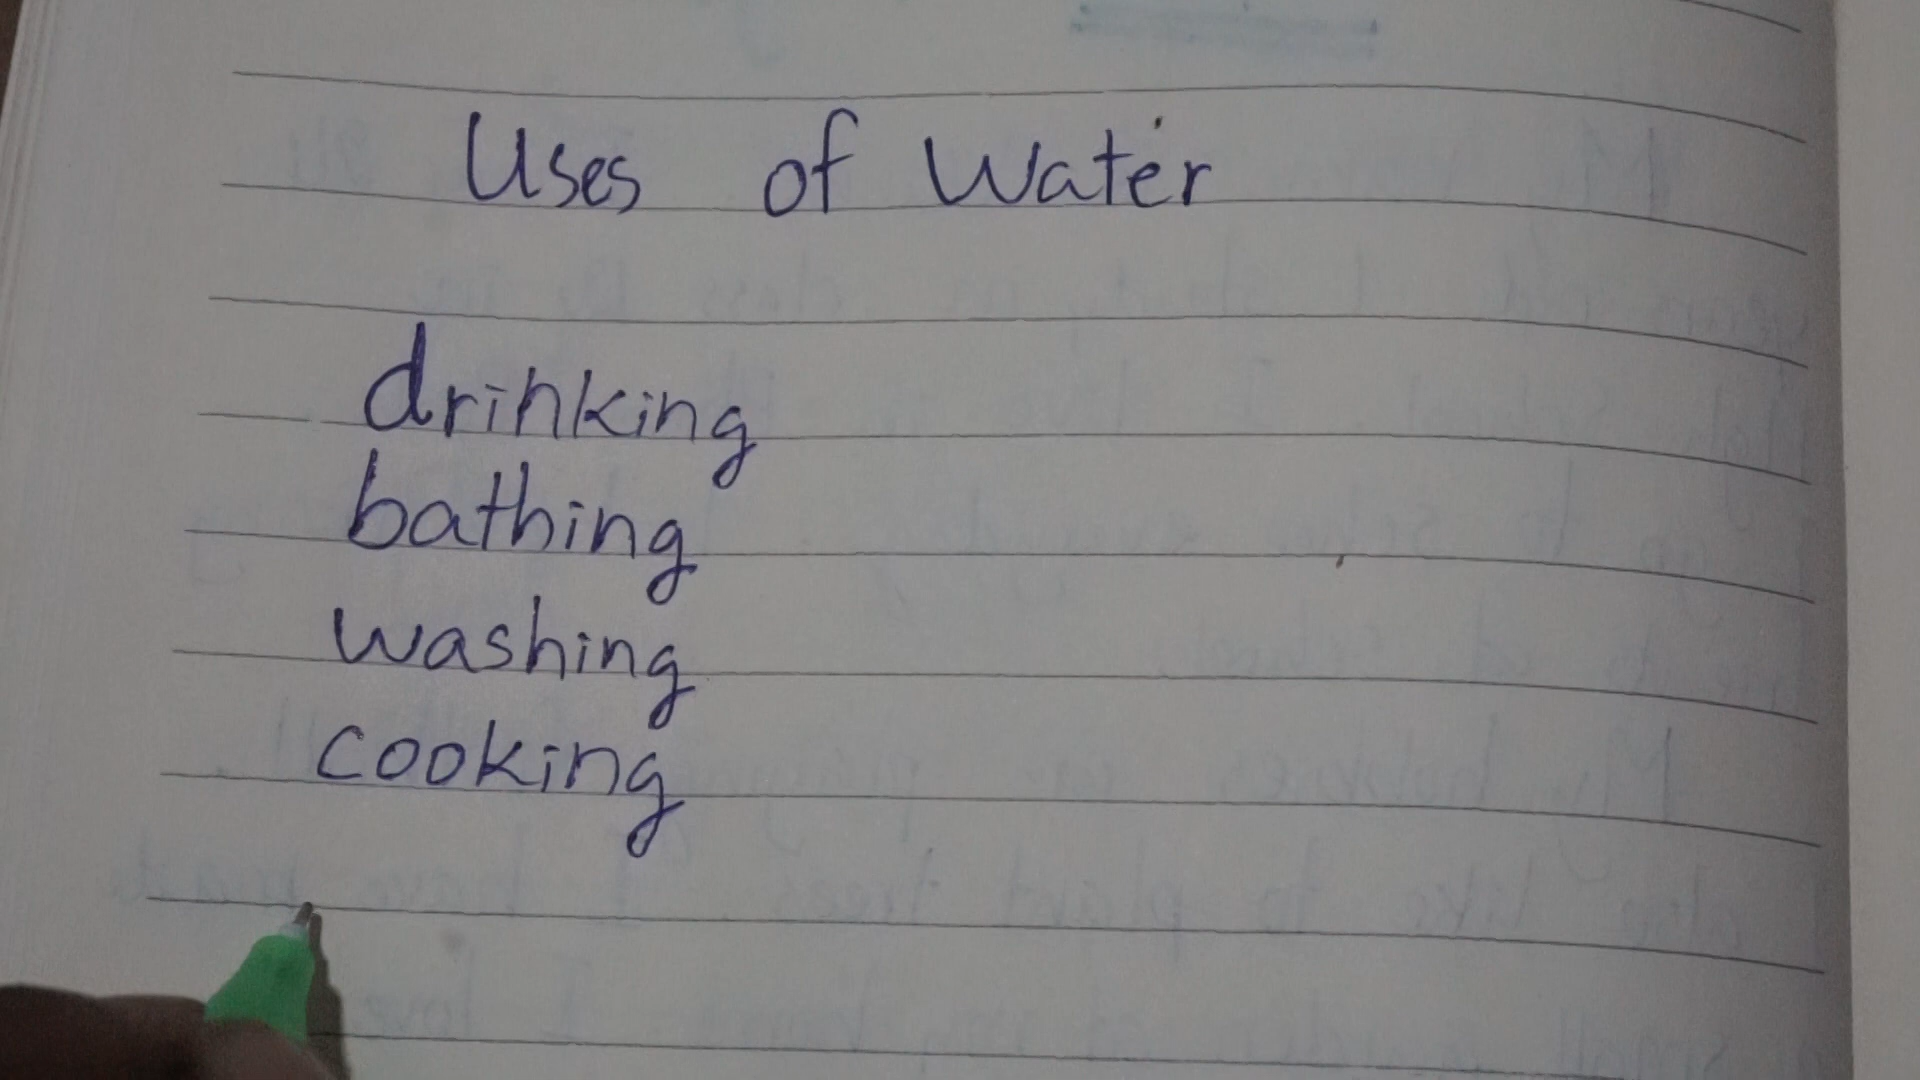 Uses of Water
drinking
bathing
washing
cooking